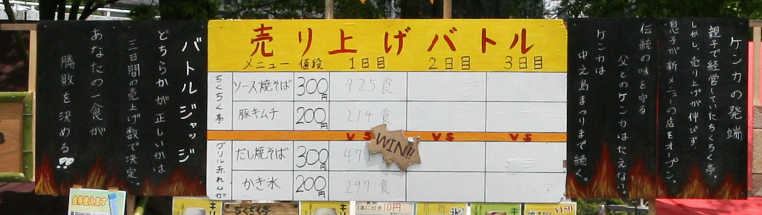 ケンカの発端
親子で経営していたちくちく亭。
しかし、売り上げが伸びず、
息子が新メニューの店をオープン。
伝統の味を守る
父とのケンカはたえない。
ケンカは
中之島まつりまで続く。
売り上げバトル
メニュー 値段 1日目 2日目 3日目
ちくちく亭
ソース焼そば 300円 425食
豚キムチ 200円 214食
VS VS VS
WIN!!
グリル赤れんが
だし焼そば 300円
かき氷 200円 297食
バトルジャッジ
どちらかが正しいかは、
三日間の売上げ数で決定。
あなたの一食が
勝敗を決める!!